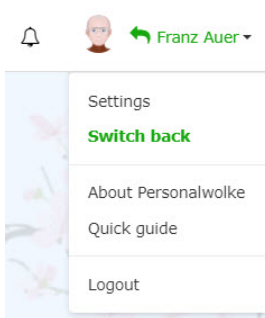 Franz Auer
Settings
Switch back
About Personalwolke
Quick guide
Logout